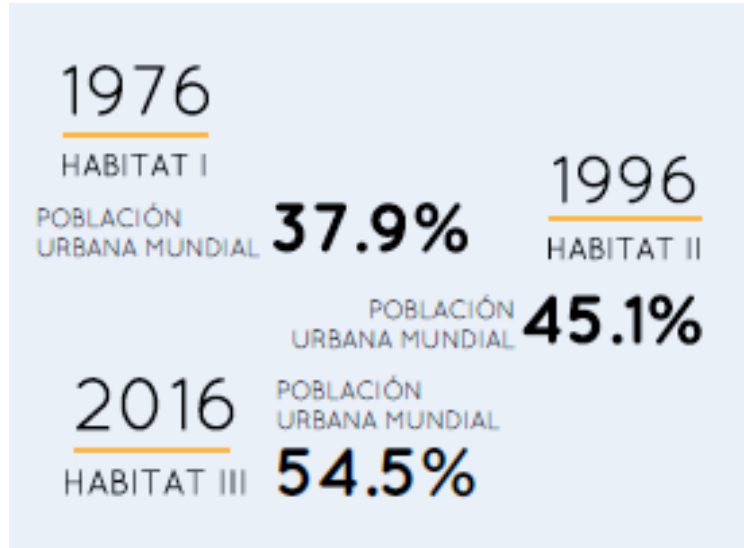 1976
HABITAT I
POBLACIÓN
URBANA MUNDIAL 37.9%
1996
HABITAT II
POBLACIÓN
URBANA MUNDIAL 45.1%
2016
HABITAT III
POBLACIÓN
URBANA MUNDIAL
54.5%